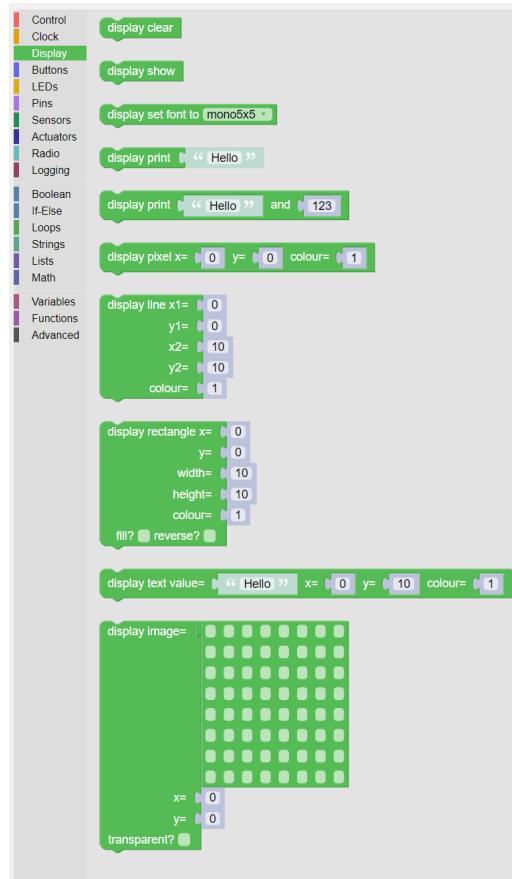 Control
Clock
Display
Buttons
LEDs
Pins
Sensors
Actuators
Radio
Logging
Boolean
If-Else
Loops
Strings
Lists
Math
Variables
Functions
Advanced
display clear
display show
display set font to mono5x5
display print “ Hello ”
display print “ Hello ” and 123
display pixel x= 0 y= 0 colour= 1
display line x1= 0
y1= 0
x2= 10
y2= 10
colour= 1
display rectangle x= 0
y= 0
width= 10
height= 10
colour= 1
fill? reverse?
display text value= “ Hello ” x= 0 y= 10 colour= 1
display image=
x= 0
y= 0
transparent?